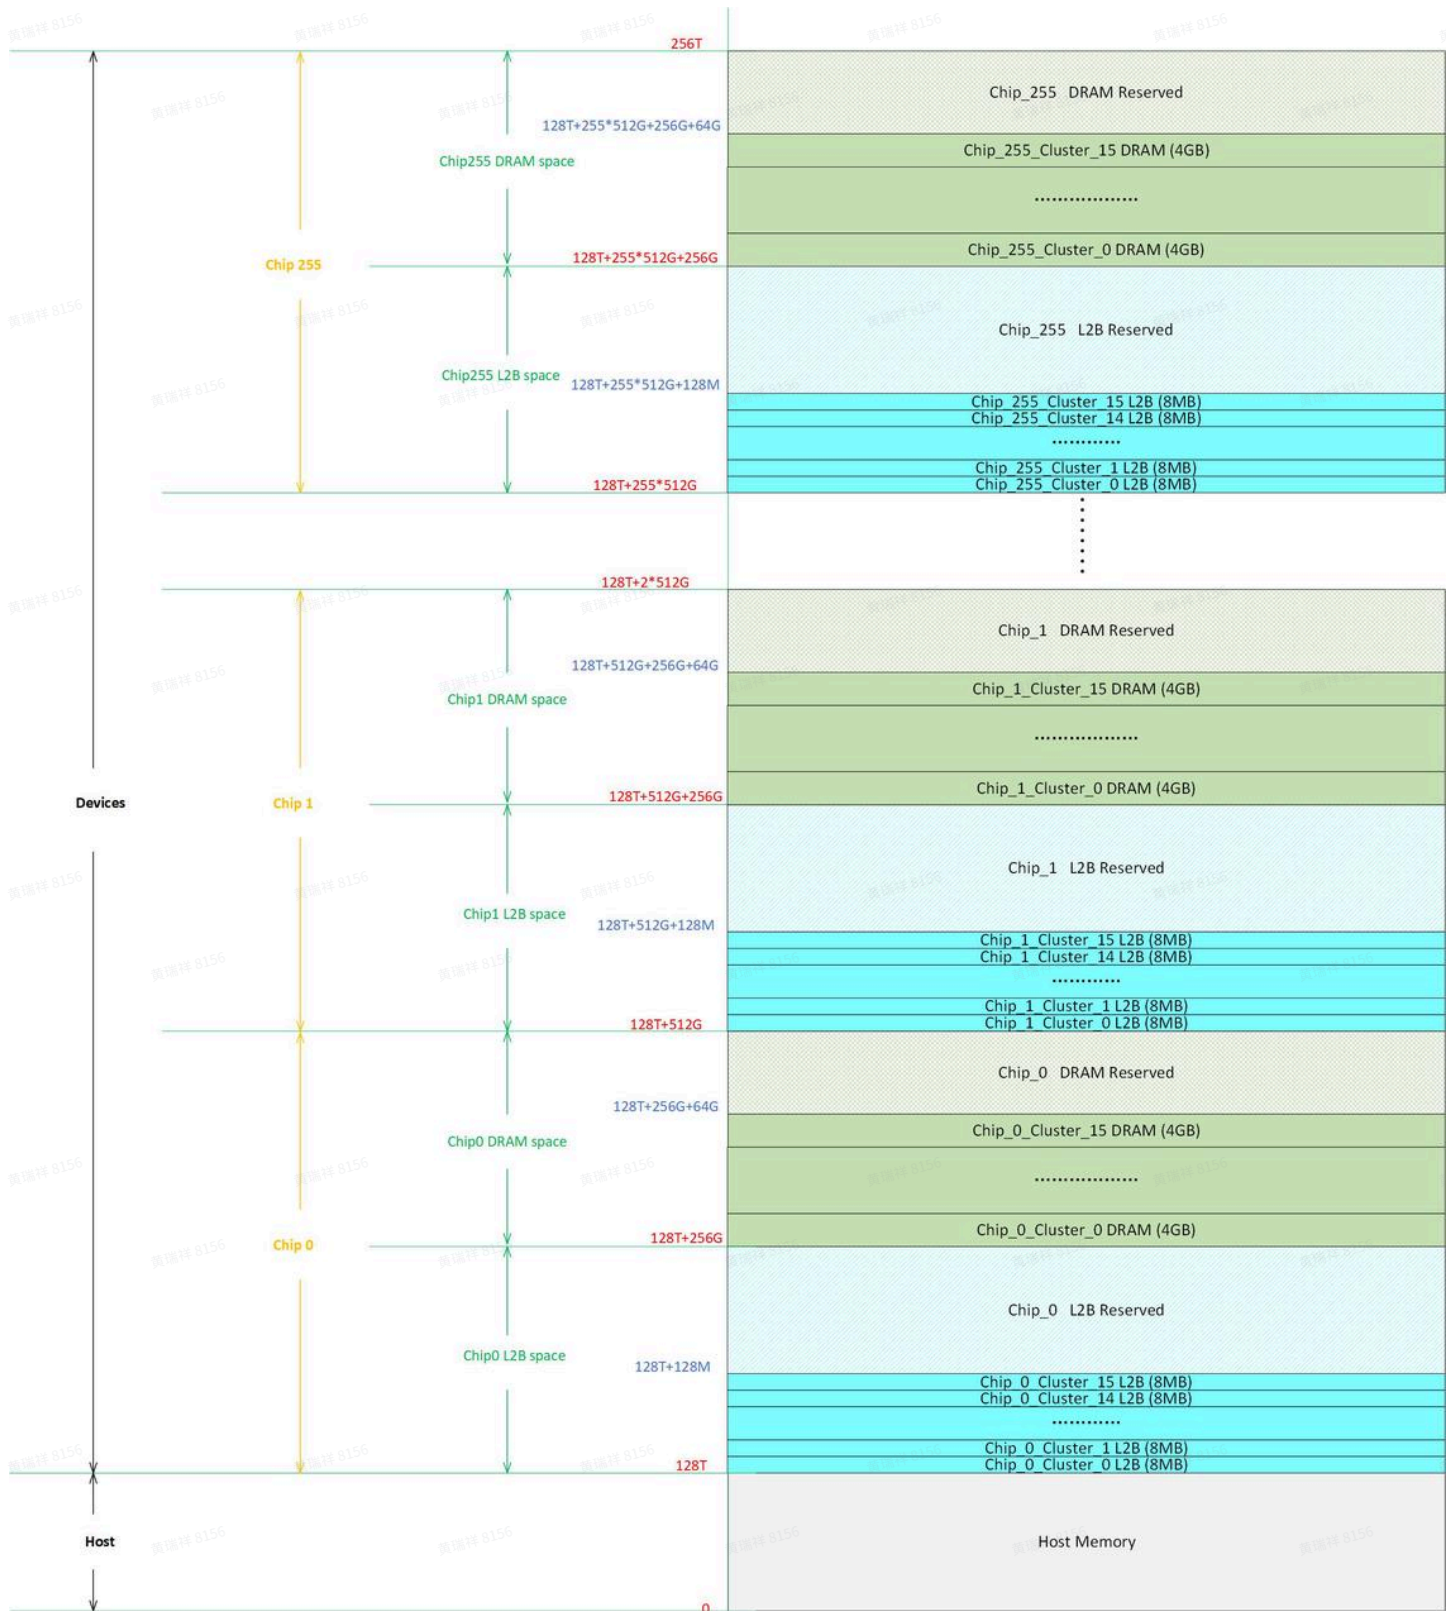 256T
Chip_255 DRAM Reserved
128T+255*512G+256G+64G
Chip255 DRAM space
Chip_255_Cluster_15 DRAM (4GB)
..................
Chip_255_Cluster_0 DRAM (4GB)
128T+255*512G+256G
Chip 255
Chip_255 L2B Reserved
Chip255 L2B space
128T+255*512G+128M
Chip_255_Cluster_15 L2B (8MB)
Chip_255_Cluster_14 L2B (8MB)
............
Chip_255_Cluster_1 L2B (8MB)
Chip_255_Cluster_0 L2B (8MB)
128T+255*512G
128T+2*512G
Chip_1 DRAM Reserved
128T+512G+256G+64G
Chip1 DRAM space
Chip_1_Cluster_15 DRAM (4GB)
..................
Chip_1_Cluster_0 DRAM (4GB)
128T+512G+256G
Devices
Chip 1
Chip_1 L2B Reserved
Chip1 L2B space
128T+512G+128M
Chip_1_Cluster_15 L2B (8MB)
Chip_1_Cluster_14 L2B (8MB)
............
Chip_1_Cluster_1 L2B (8MB)
Chip_1_Cluster_0 L2B (8MB)
128T+512G
Chip_0 DRAM Reserved
128T+256G+64G
Chip0 DRAM space
Chip_0_Cluster_15 DRAM (4GB)
..................
Chip_0_Cluster_0 DRAM (4GB)
128T+256G
Chip 0
Chip_0 L2B Reserved
Chip0 L2B space
128T+128M
Chip_0_Cluster_15 L2B (8MB)
Chip_0_Cluster_14 L2B (8MB)
............
Chip_0_Cluster_1 L2B (8MB)
Chip_0_Cluster_0 L2B (8MB)
128T
Host
Host Memory
0
黄瑞祥 8156